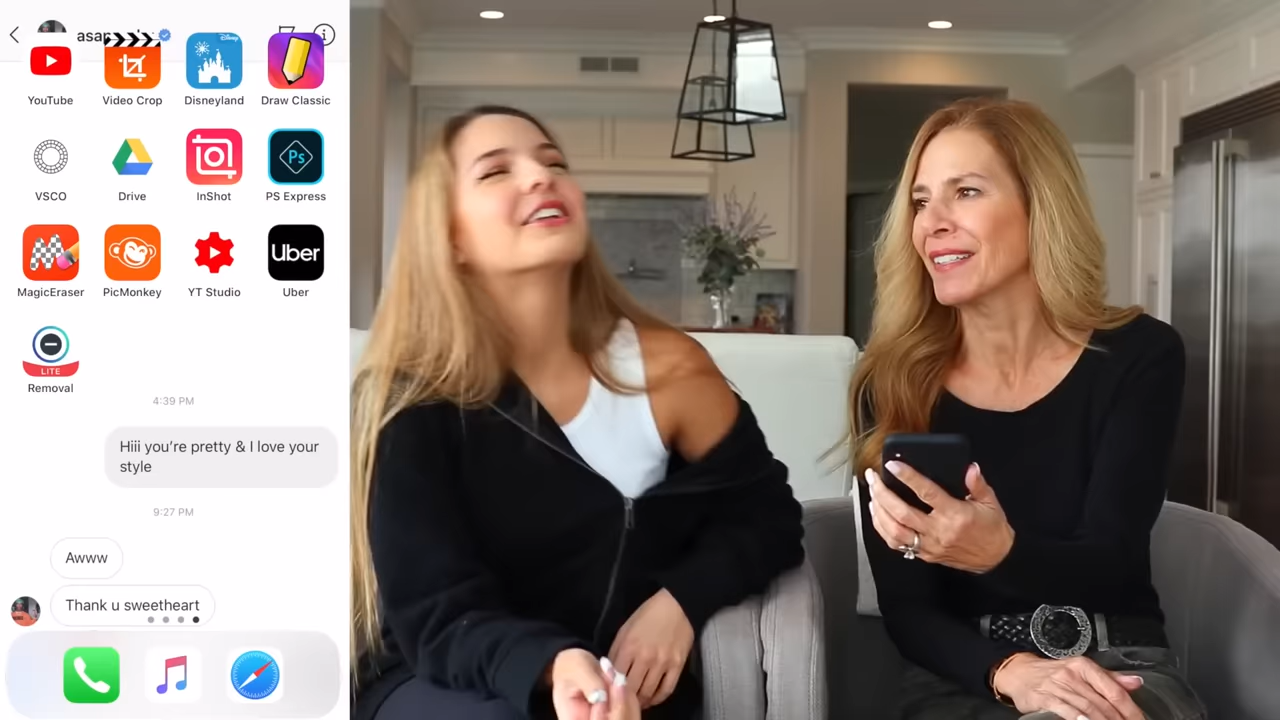 YouTube
Video Crop
Disneyland
Draw Classic
VSCO
Drive
InShot
Ps
PS Express
MagicEraser
PicMonkey
YT Studio
Uber
Uber
LITE
Removal
4:39 PM
Hiii you're pretty & I love your
style
9:27 PM
Awww
Thank u sweetheart